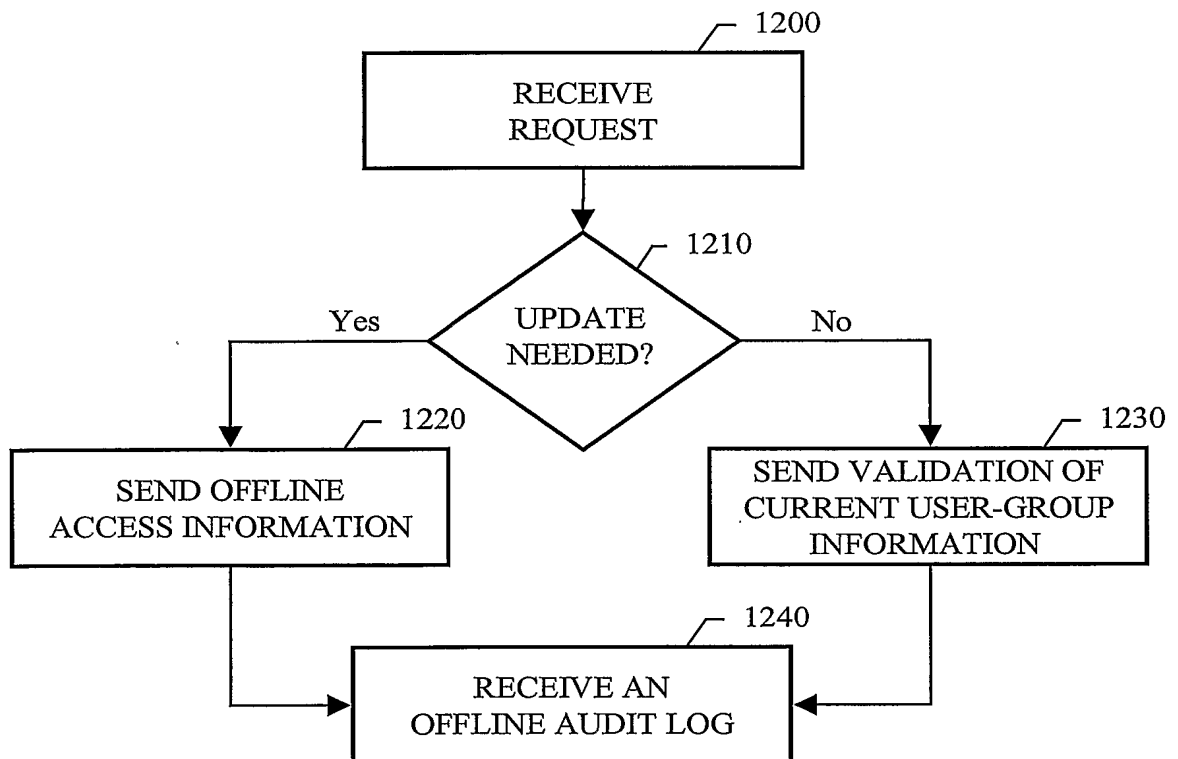 1200
RECEIVE
REQUEST
1210
UPDATE
NEEDED?
Yes
No
1220
SEND OFFLINE
ACCESS INFORMATION
1230
SEND VALIDATION OF
CURRENT USER-GROUP
INFORMATION
1240
RECEIVE AN
OFFLINE AUDIT LOG